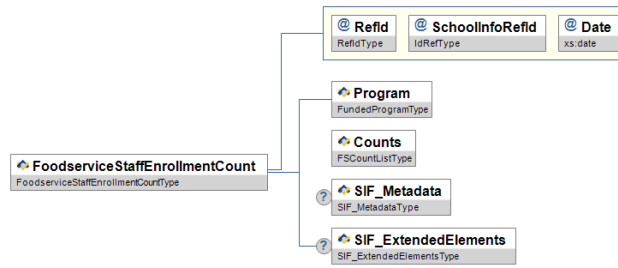 @ RefId
RefIdType
@ SchoolInfoRefId
IdRefType
@ Date
xs:date
Program
FundedProgramType
Counts
FSCountListType
FoodserviceStaffEnrollmentCount
FoodserviceStaffEnrollmentCountType
? SIF_Metadata
SIF_MetadataType
? SIF_ExtendedElements
SIF_ExtendedElementsType